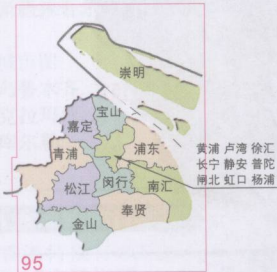 崇明
宝山
嘉定
浦东
青浦
黄浦 卢湾 徐汇
长宁 静安 普陀
闸北 虹口 杨浦
松江
闵行
南汇
金山
奉贤
95